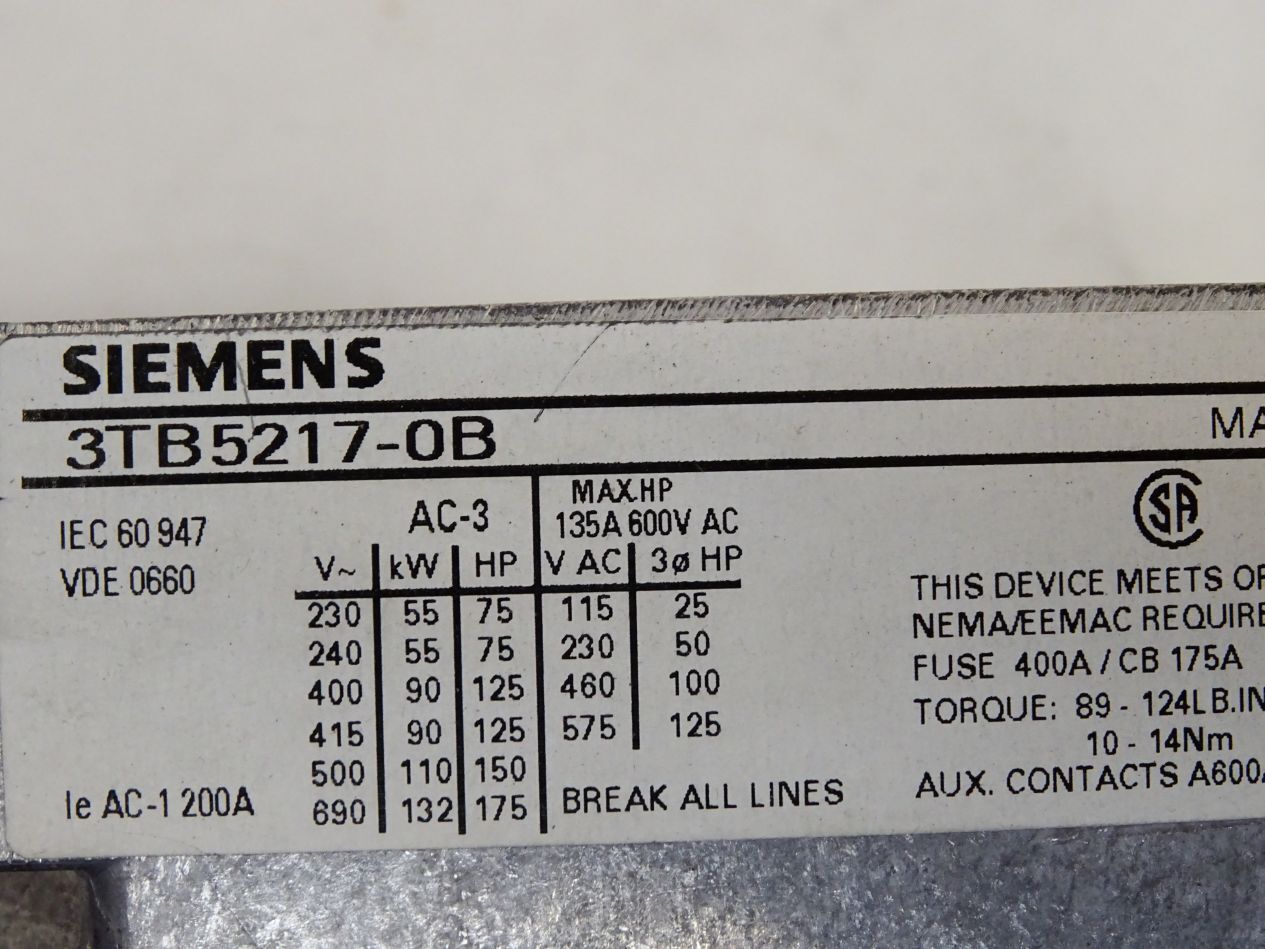 SIEMENS
3TB5217-0B
IEC 60 947
VDE 0660
Ie AC-1 200A
AC-3
V~ kW HP
230 55 75
240 55 75
400 90 125
415 90 125
500 110 150
690 132 175
MAX.HP
135A 600V AC
V AC 3ø HP
115 25
230 50
460 100
575 125
BREAK ALL LINES
MA
SA
THIS DEVICE MEETS
NEMA/EEMAC REQUIRE
FUSE 400A / CB 175A
TORQUE: 89 - 124LB.IN
10 - 14Nm
AUX. CONTACTS A600